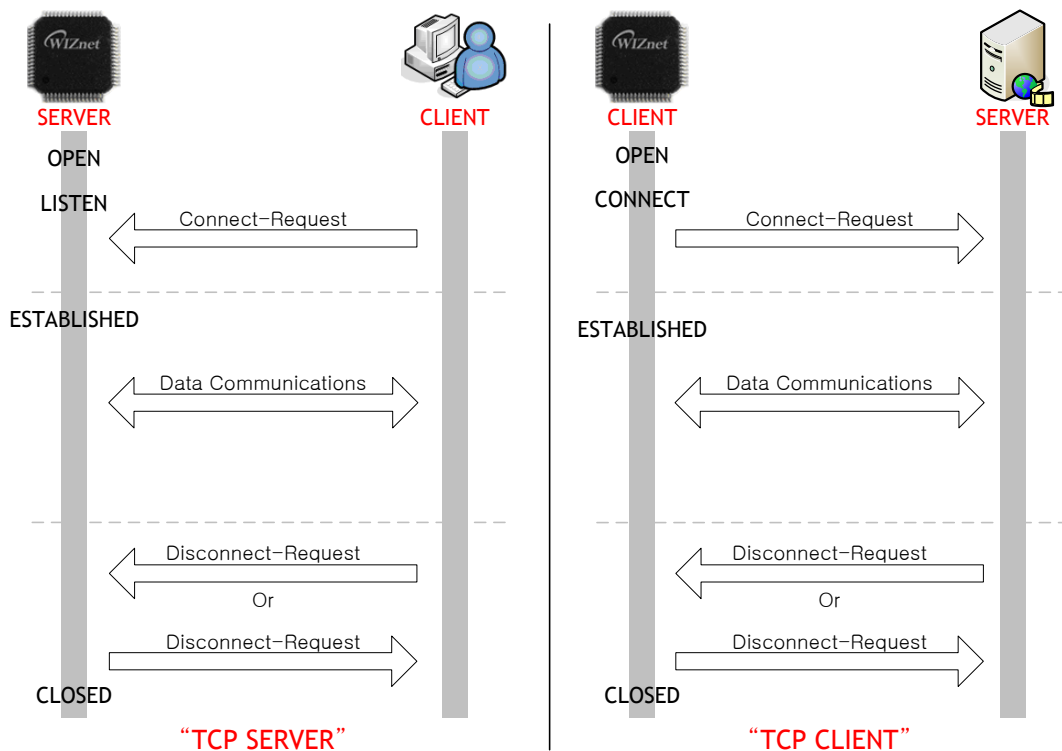 WIZnet
SERVER
CLIENT
OPEN
LISTEN
Connect-Request
ESTABLISHED
Data Communications
Disconnect-Request
Or
Disconnect-Request
CLOSED
“TCP SERVER”
WIZnet
CLIENT
SERVER
OPEN
CONNECT
Connect-Request
ESTABLISHED
Data Communications
Disconnect-Request
Or
Disconnect-Request
CLOSED
“TCP CLIENT”